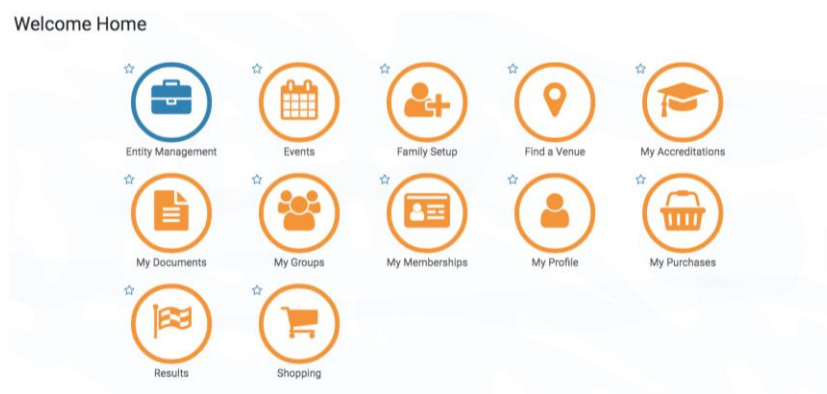 Welcome Home
Entity Management
Events
Family Setup
Find a Venue
My Accreditations
My Documents
My Groups
My Memberships
My Profile
My Purchases
Results
Shopping